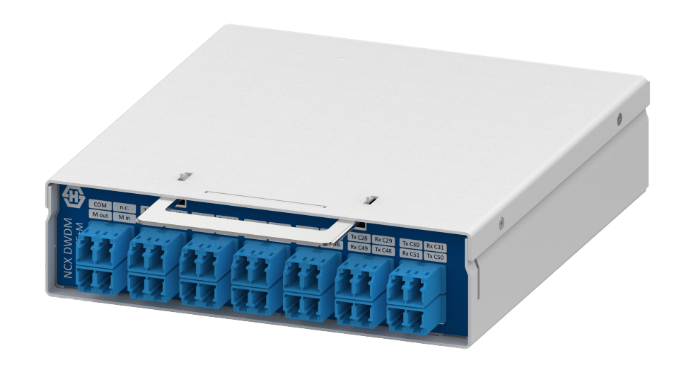 COM n.c.
M out M in
NCX DWDM
Tx C28 Rx C29 Tx C30 Rx C31
Rx C49 Tx C48 Rx C51 Tx C50